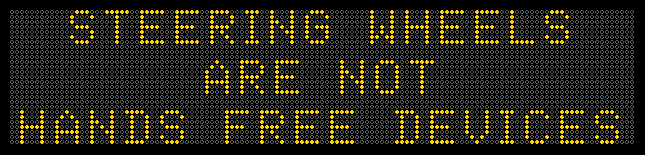 STEERING WHEELS
ARE NOT
HANDS FREE DEVICES